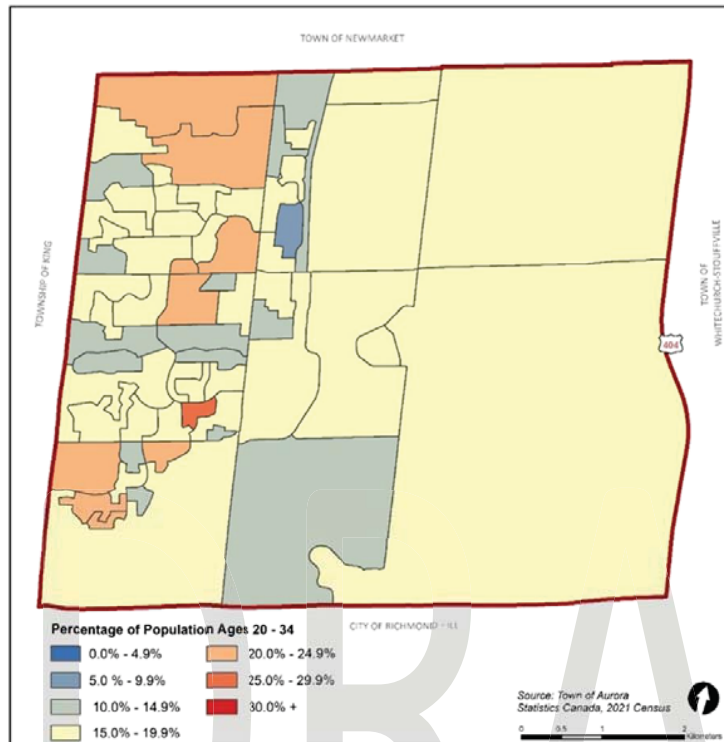 TOWN OF NEWMARKET
TOWNSHIP OF KING
TOWN OF
WHITECHURCH-STOUFFVILLE
404
CITY OF RICHMOND
Percentage of Population Ages 20 - 34
0.0% - 4.9%
5.0 % - 9.9%
10.0% - 14.9%
15.0% - 19.9%
20.0% - 24.9%
25.0% - 29.9%
30.0% +
Source: Town of Aurora
Statistics Canada, 2021 Census
0 0.5 1 2
Kilometers